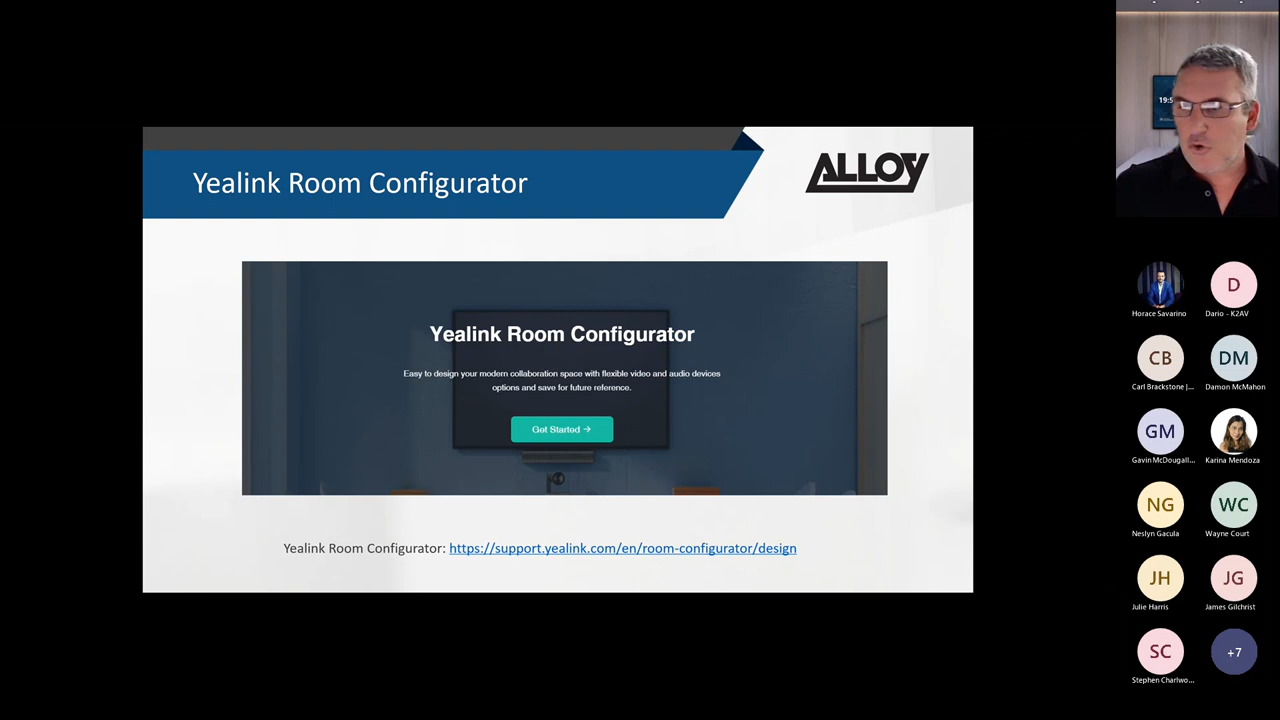 Yealink Room Configurator
ALLOY
Yealink Room Configurator
Easy to design your modern collaboration space with flexible video and audio devices
options and save for future reference.
Get Started →
Yealink Room Configurator: https://support.yealink.com/en/room-configurator/design
19:5
Horace Savarino
D
Dario - K2AV
CB
Carl Brackstone |...
DM
Damon McMahon
GM
Gavin McDougall...
Karina Mendoza
NG
Neslyn Gacula
WC
Wayne Court
JH
Julie Harris
JG
James Gilchrist
SC
Stephen Charlwo...
+7